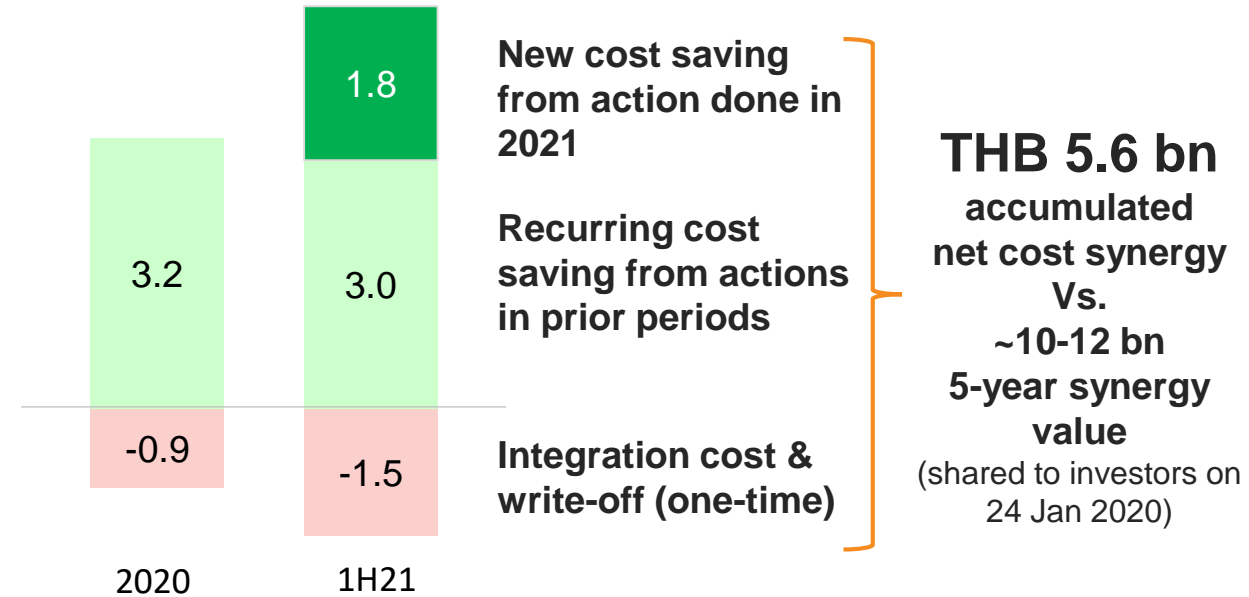 1.8
3.2
3.0
-0.9
-1.5
2020
1H21
New cost saving
from action done in
2021
Recurring cost
saving from actions
in prior periods
Integration cost &
write-off (one-time)
THB 5.6 bn
accumulated
net cost synergy
Vs.
~10-12 bn
5-year synergy
value
(shared to investors on
24 Jan 2020)